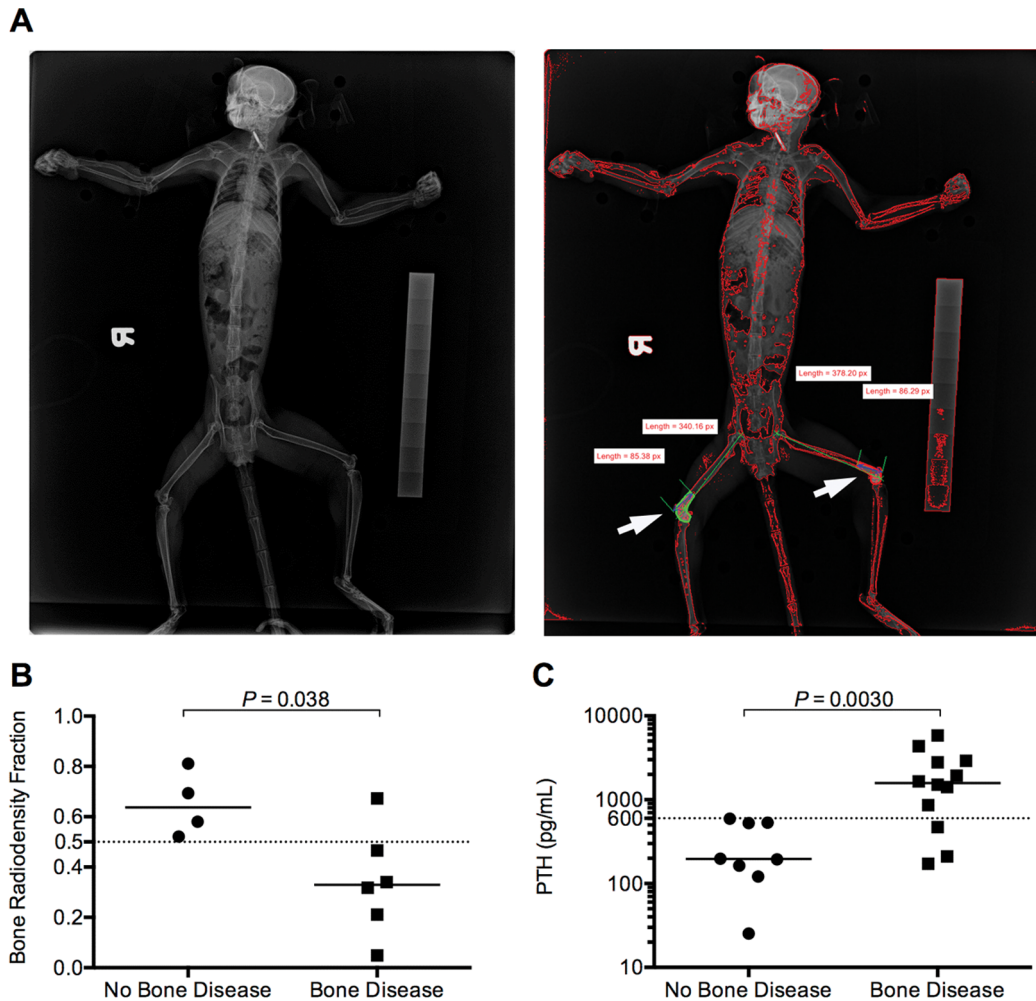 A
R
R
Length = 378.20 px
Length = 86.29 px
Length = 340.16 px
Length = 85.38 px
B
P = 0.038
Bone Radiodensity Fraction
1.0
0.8
0.6
0.5
0.4
0.2
0.0
No Bone Disease
Bone Disease
C
P = 0.0030
PTH (pg/mL)
10000
1000
600
100
10
No Bone Disease
Bone Disease